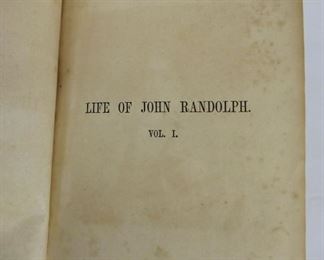 LIFE OF JOHN RANDOLPH.
VOL. I.